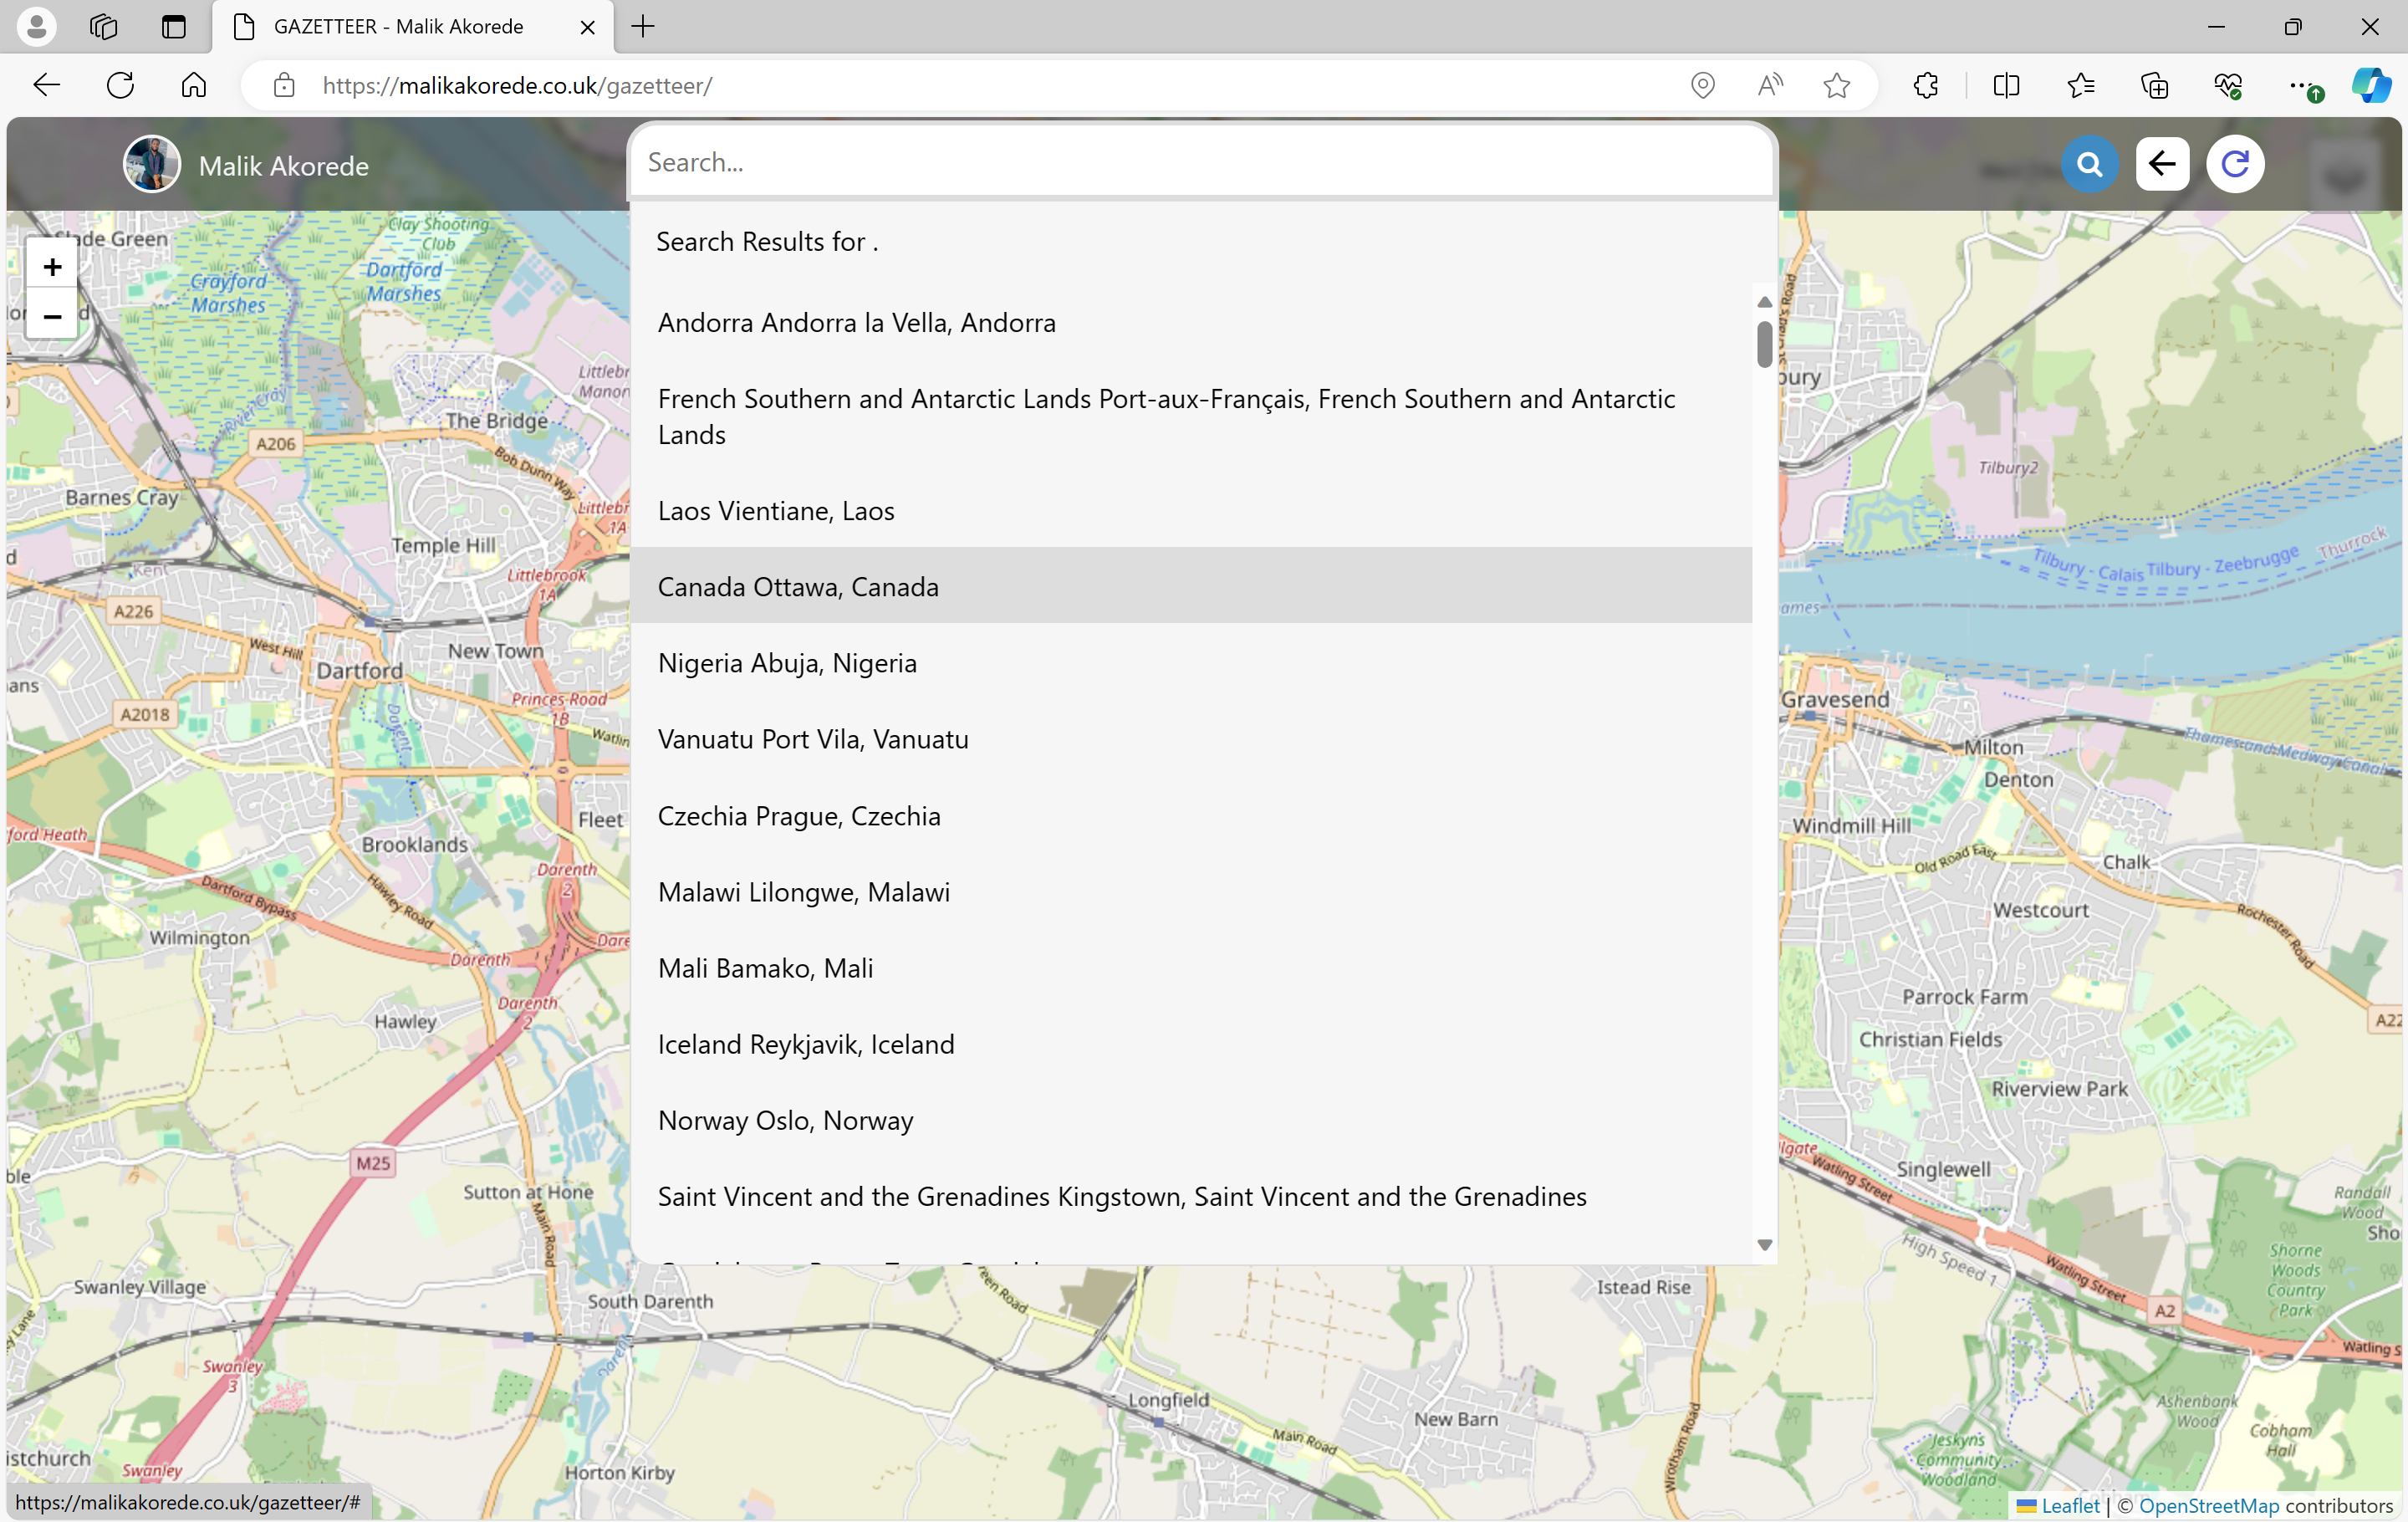 GAZETTEER - Malik Akorede
https://malikakorede.co.uk/gazetteer/
Malik Akorede
Search...
Search Results for .
Andorra Andorra la Vella, Andorra
French Southern and Antarctic Lands Port-aux-Français, French Southern and Antarctic
Lands
Laos Vientiane, Laos
Canada Ottawa, Canada
Nigeria Abuja, Nigeria
Vanuatu Port Vila, Vanuatu
Czechia Prague, Czechia
Malawi Lilongwe, Malawi
Mali Bamako, Mali
Iceland Reykjavik, Iceland
Norway Oslo, Norway
Saint Vincent and the Grenadines Kingstown, Saint Vincent and the Grenadines
+
−
Clay Shooting
Club
Crayford
Marshes
Dartford
Marshes
River Cray
The Bridge
A206
Bob Dunn Way
Barnes Cray
Temple Hill
1A
Kent
Littlebrook
1A
A226
West Hill
New Town
Dartford
Princes Road
1B
A2018
Darent
Fleet
Brooklands
Darenth
2
Hawley Road
Dartford Bypass
Wilmington
Darenth
Darenth
2
Hawley
M25
Sutton at Hone
Main Road
Swanley Village
South Darenth
Swanley
3
Swanley
Horton Kirby
Longfield
Main Road
New Barn
Istead Rise
Wrotham Road
Tilbury2
Tilbury - Calais
Tilbury - Zeebrugge
Thurrock
Gravesend
Milton
Denton
Thames and Medway Canal
Windmill Hill
Old Road East
Chalk
Westcourt
Rochester Road
Parrock Farm
Christian Fields
Riverview Park
Singlewell
Watling Street
High Speed 1
Watling Street
A2
Randall
Wood
Shorne
Woods
Country
Park
Ashenbank
Wood
Cobham
Hall
Jeskyns
Community
Woodland
https://malikakorede.co.uk/gazetteer/#
Leaflet | © OpenStreetMap contributors